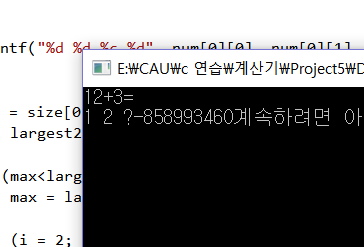 ntf("%d %d %c %d", num[0][0], num[0][1]
E:\CAU\c 연습\계산기\Project5\D
12+3=
1 2 ?-858993460계속하려면 아
= size[0
largest2
(max<larg
max = la
(i = 2;